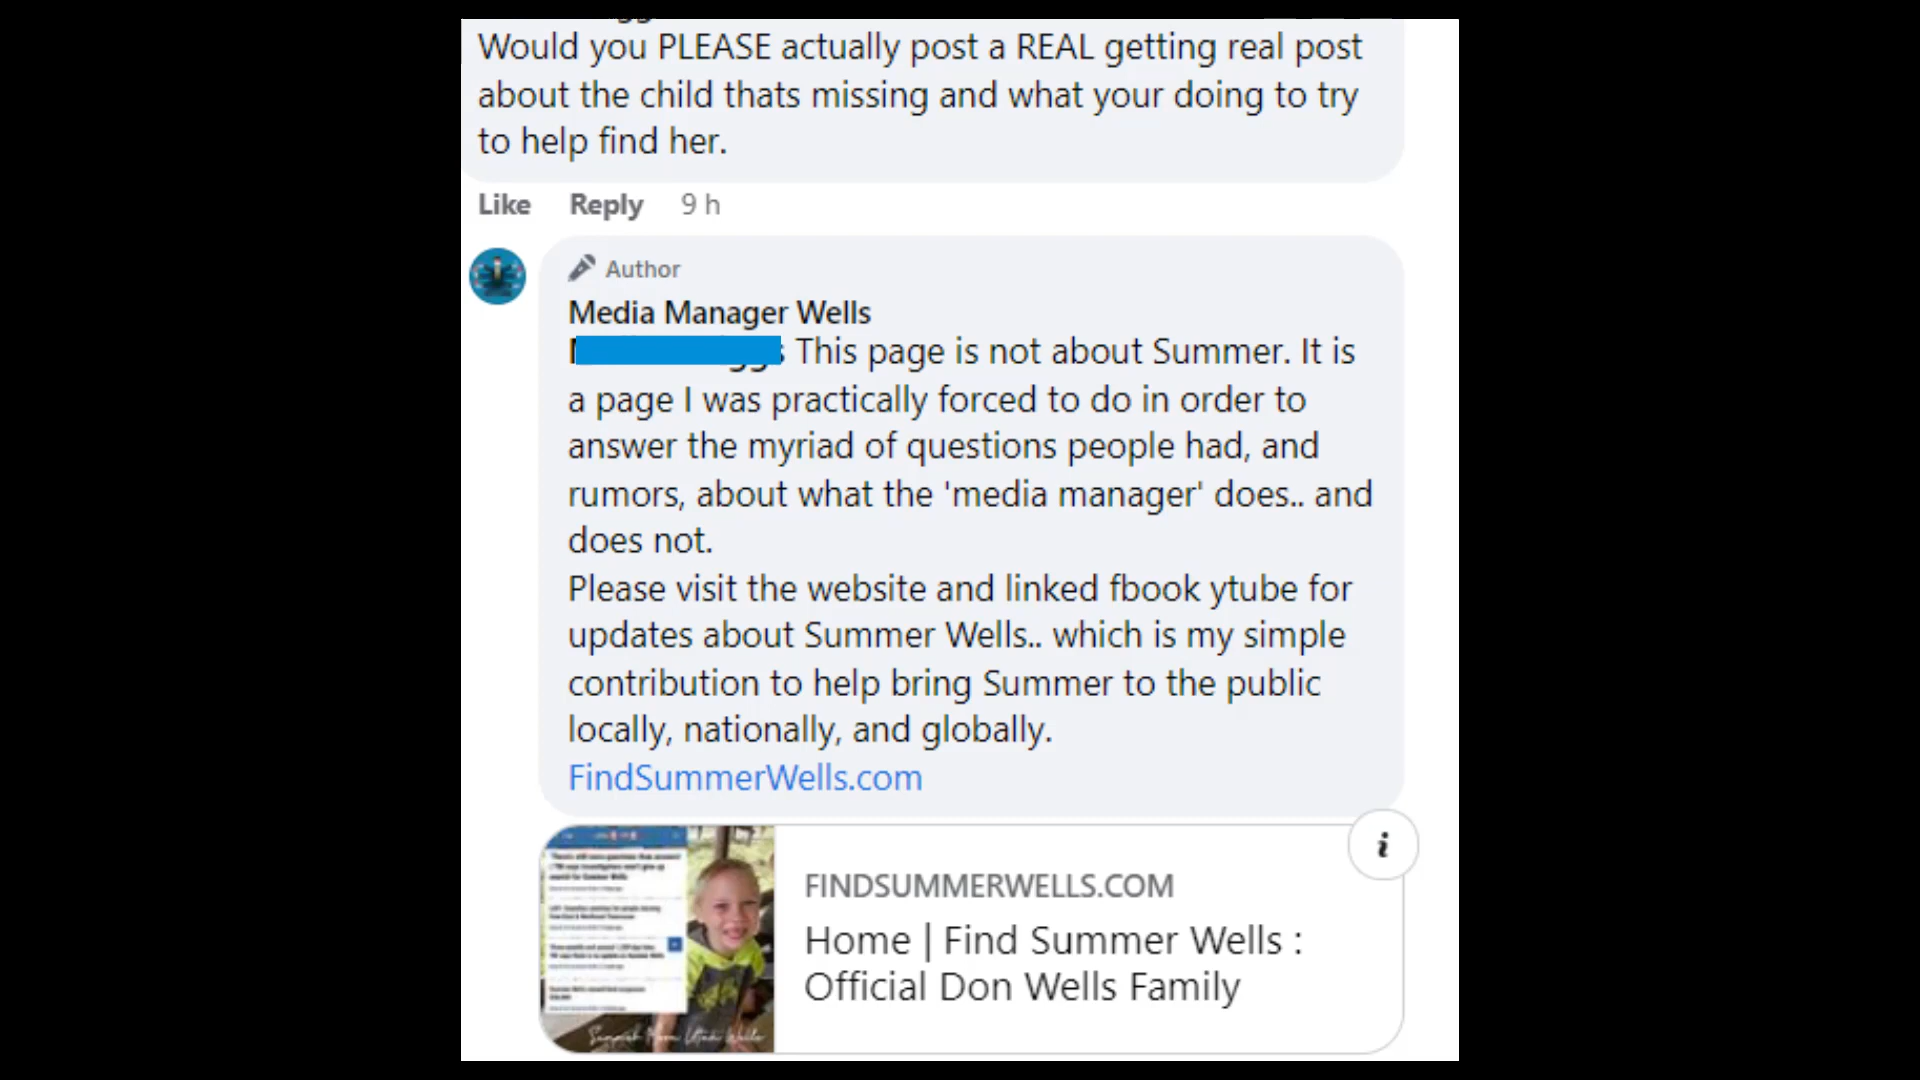 Would you PLEASE actually post a REAL getting real post
about the child thats missing and what your doing to try
to help find her.
Like Reply 9 h
Author
Media Manager Wells
This page is not about Summer. It is
a page I was practically forced to do in order to
answer the myriad of questions people had, and
rumors, about what the 'media manager' does.. and
does not.
Please visit the website and linked fbook ytube for
updates about Summer Wells.. which is my simple
contribution to help bring Summer to the public
locally, nationally, and globally.
FindSummerWells.com
i
FINDSUMMERWELLS.COM
Home | Find Summer Wells :
Official Don Wells Family